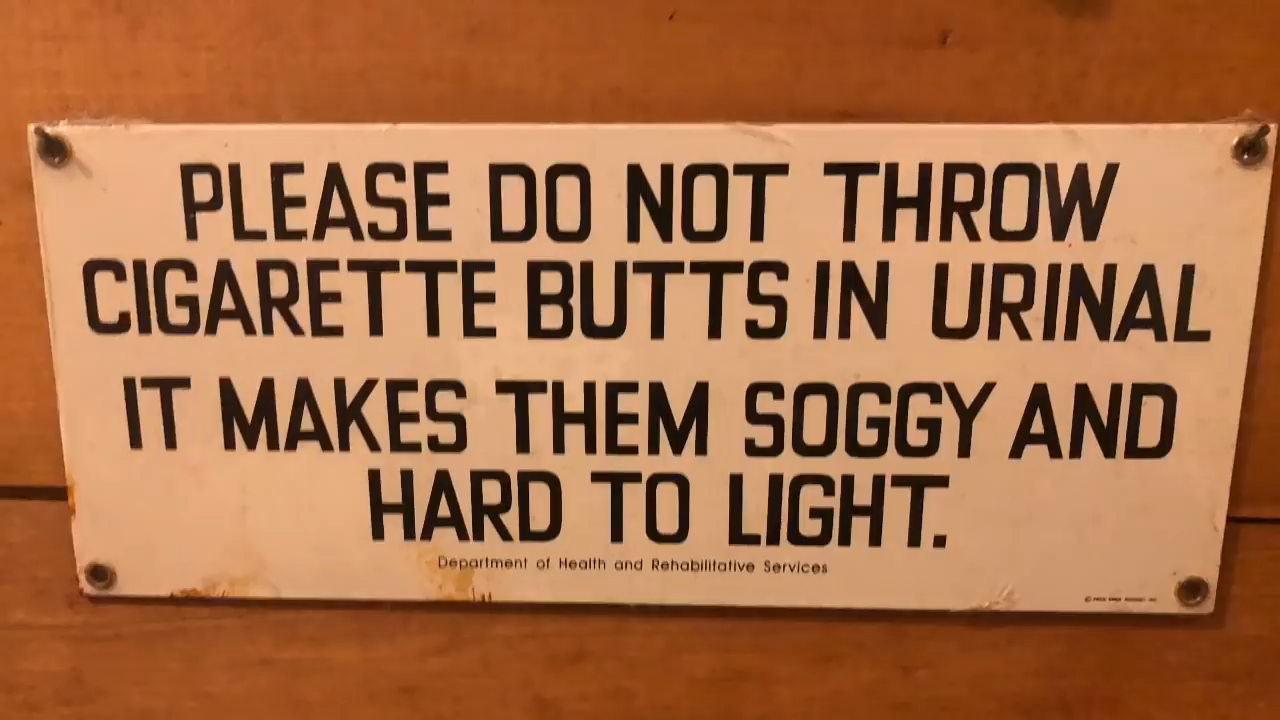 PLEASE DO NOT THROW
CIGARETTE BUTTS IN URINAL
IT MAKES THEM SOGGY AND
HARD TO LIGHT.
Department of Health and Rehabilitative Services